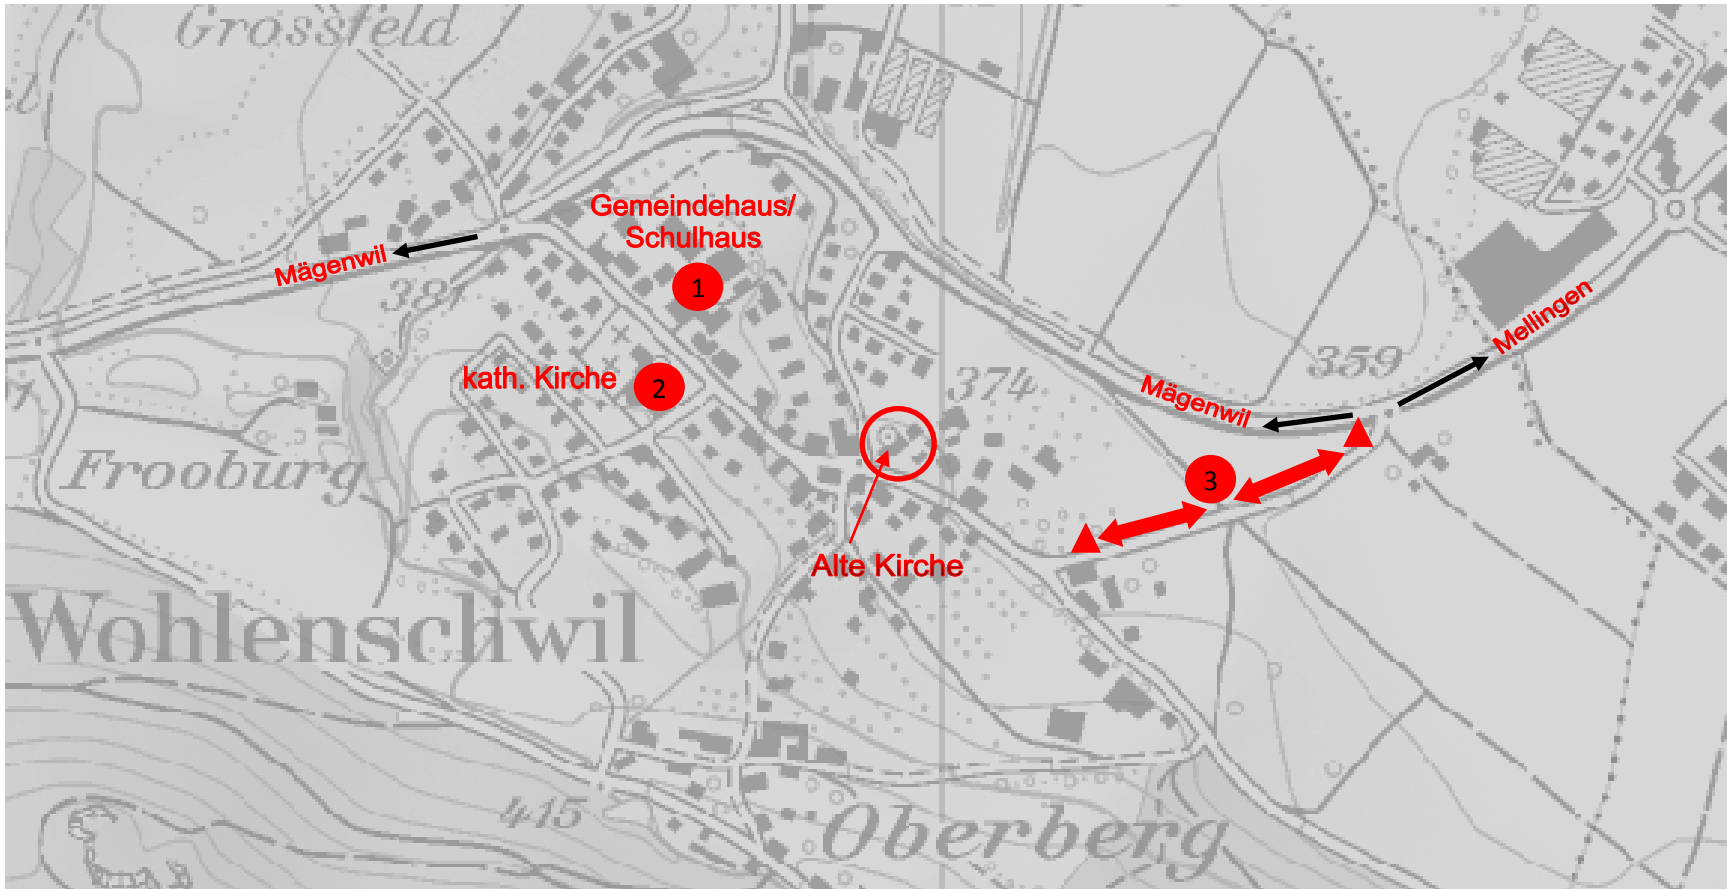 Grossfeld
Gemeindehaus/
Schulhaus
Mägenwil
381
1
Mellingen
359
kath. Kirche
2
374
Mägenwil
Frooburg
3
Alte Kirche
Wohlenschwil
415
Oberberg